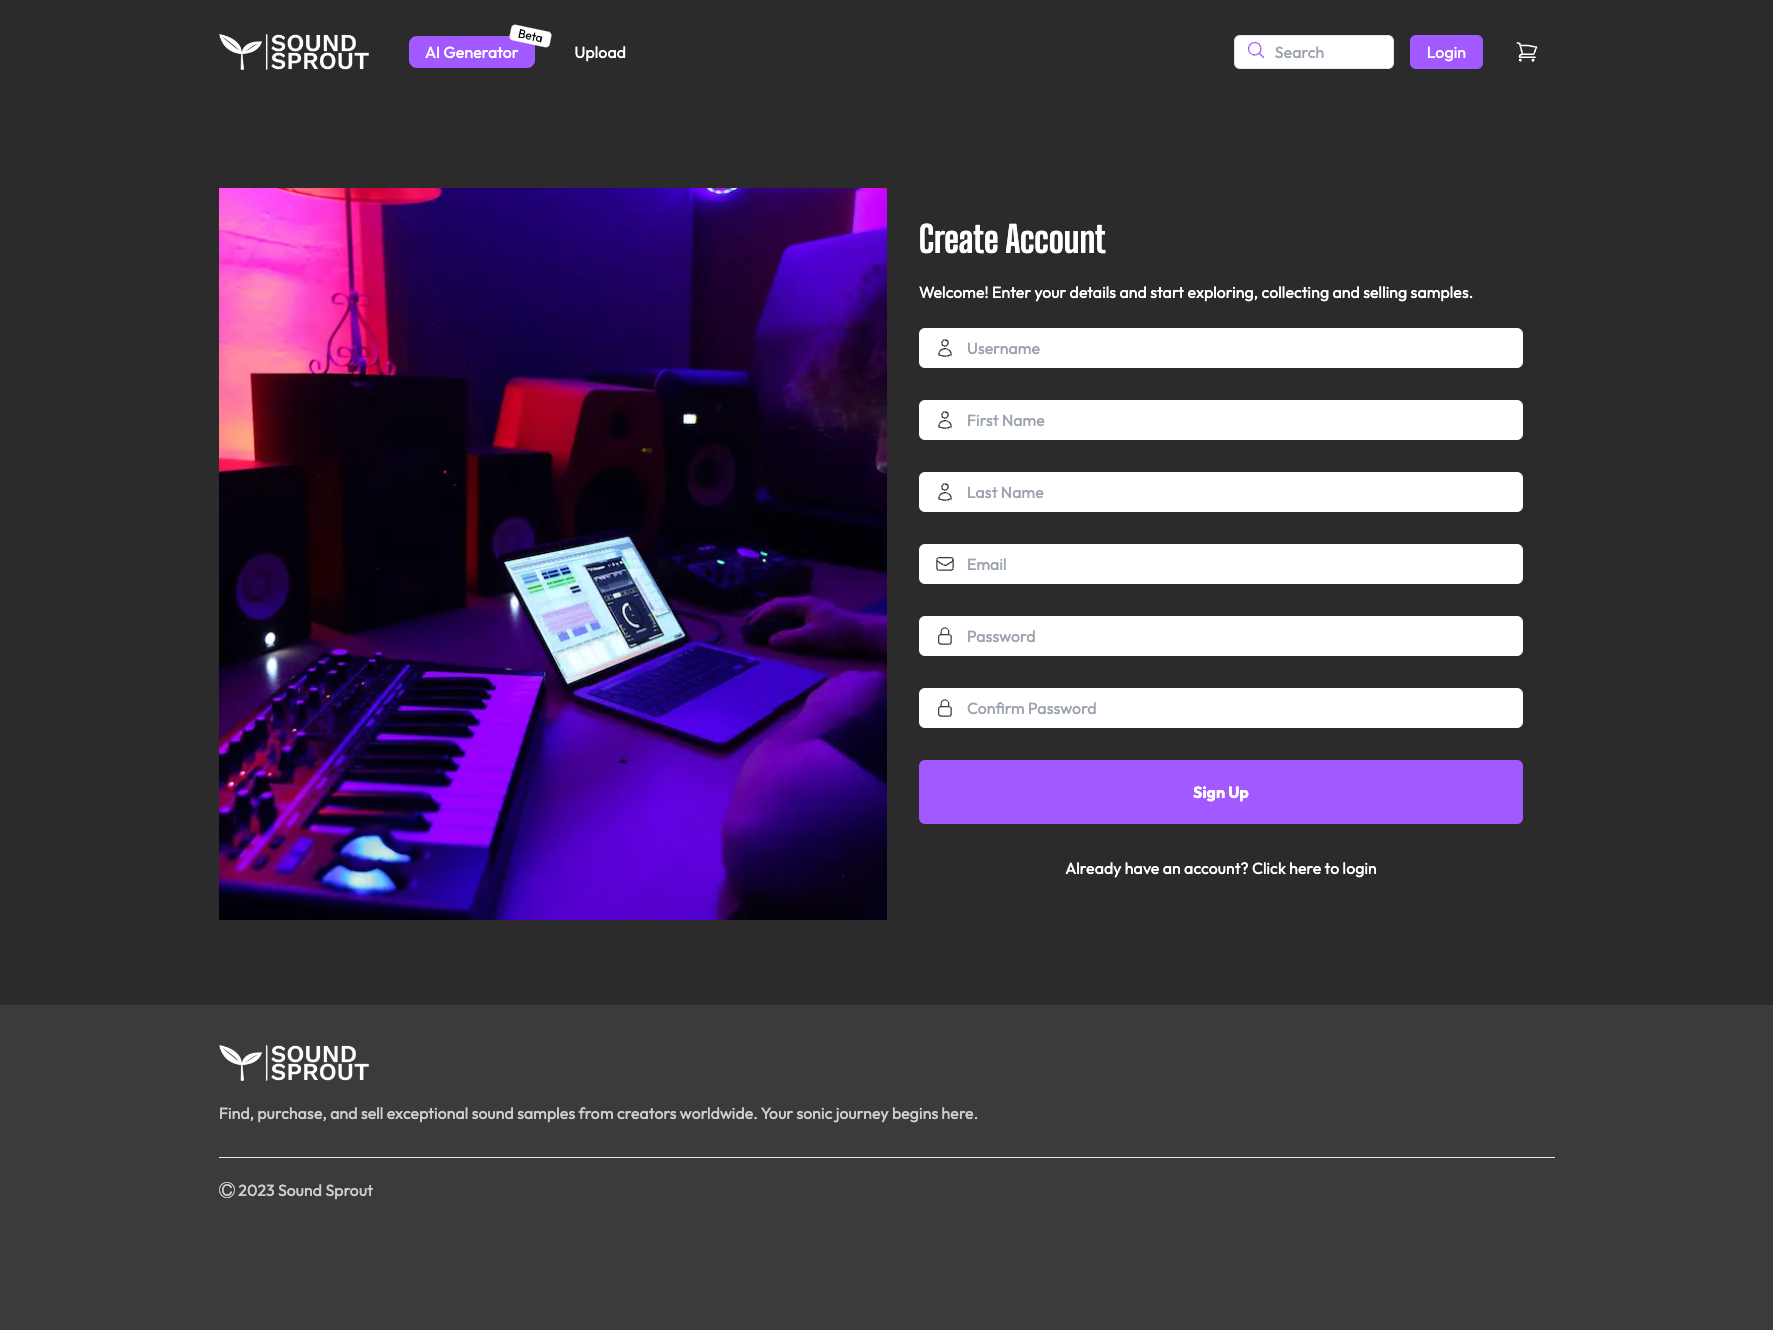 SOUND
SPROUT
AI Generator
Beta
Upload
Search
Login
Create Account
Welcome! Enter your details and start exploring, collecting and selling samples.
Username
First Name
Last Name
Email
Password
Confirm Password
Sign Up
Already have an account? Click here to login
SOUND
SPROUT
Find, purchase, and sell exceptional sound samples from creators worldwide. Your sonic journey begins here.
© 2023 Sound Sprout